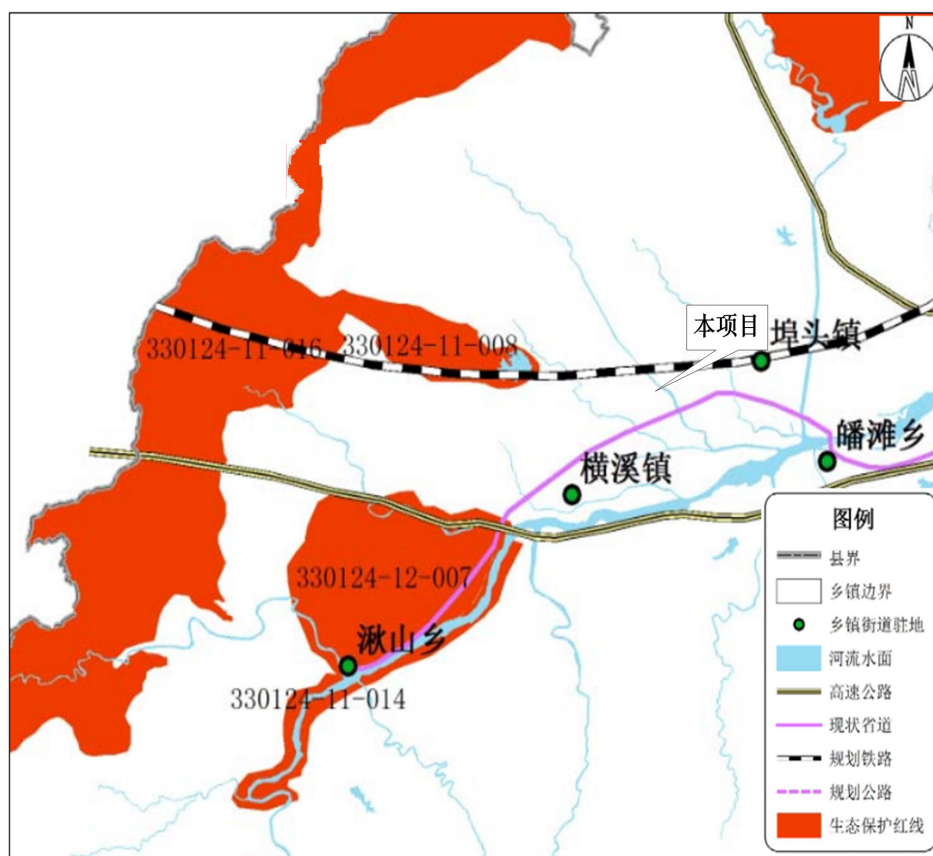 N
本项目
埠头镇
330124-11-016
330124-11-008
皤滩乡
横溪镇
330124-12-007
湫山乡
330124-11-014
图例
县界
乡镇边界
乡镇街道驻地
河流水面
高速公路
现状省道
规划铁路
规划公路
生态保护红线